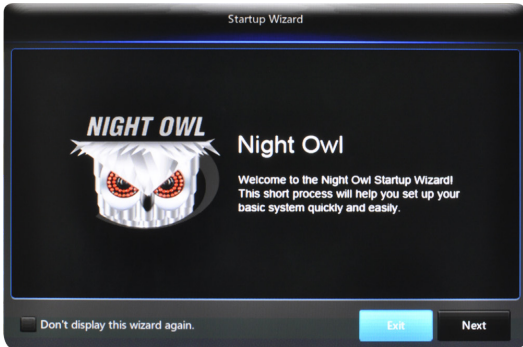 Startup Wizard
NIGHT OWL
Night Owl
Welcome to the Night Owl Startup Wizard!
This short process will help you set up your
basic system quickly and easily.
Don't display this wizard again.
Exit
Next